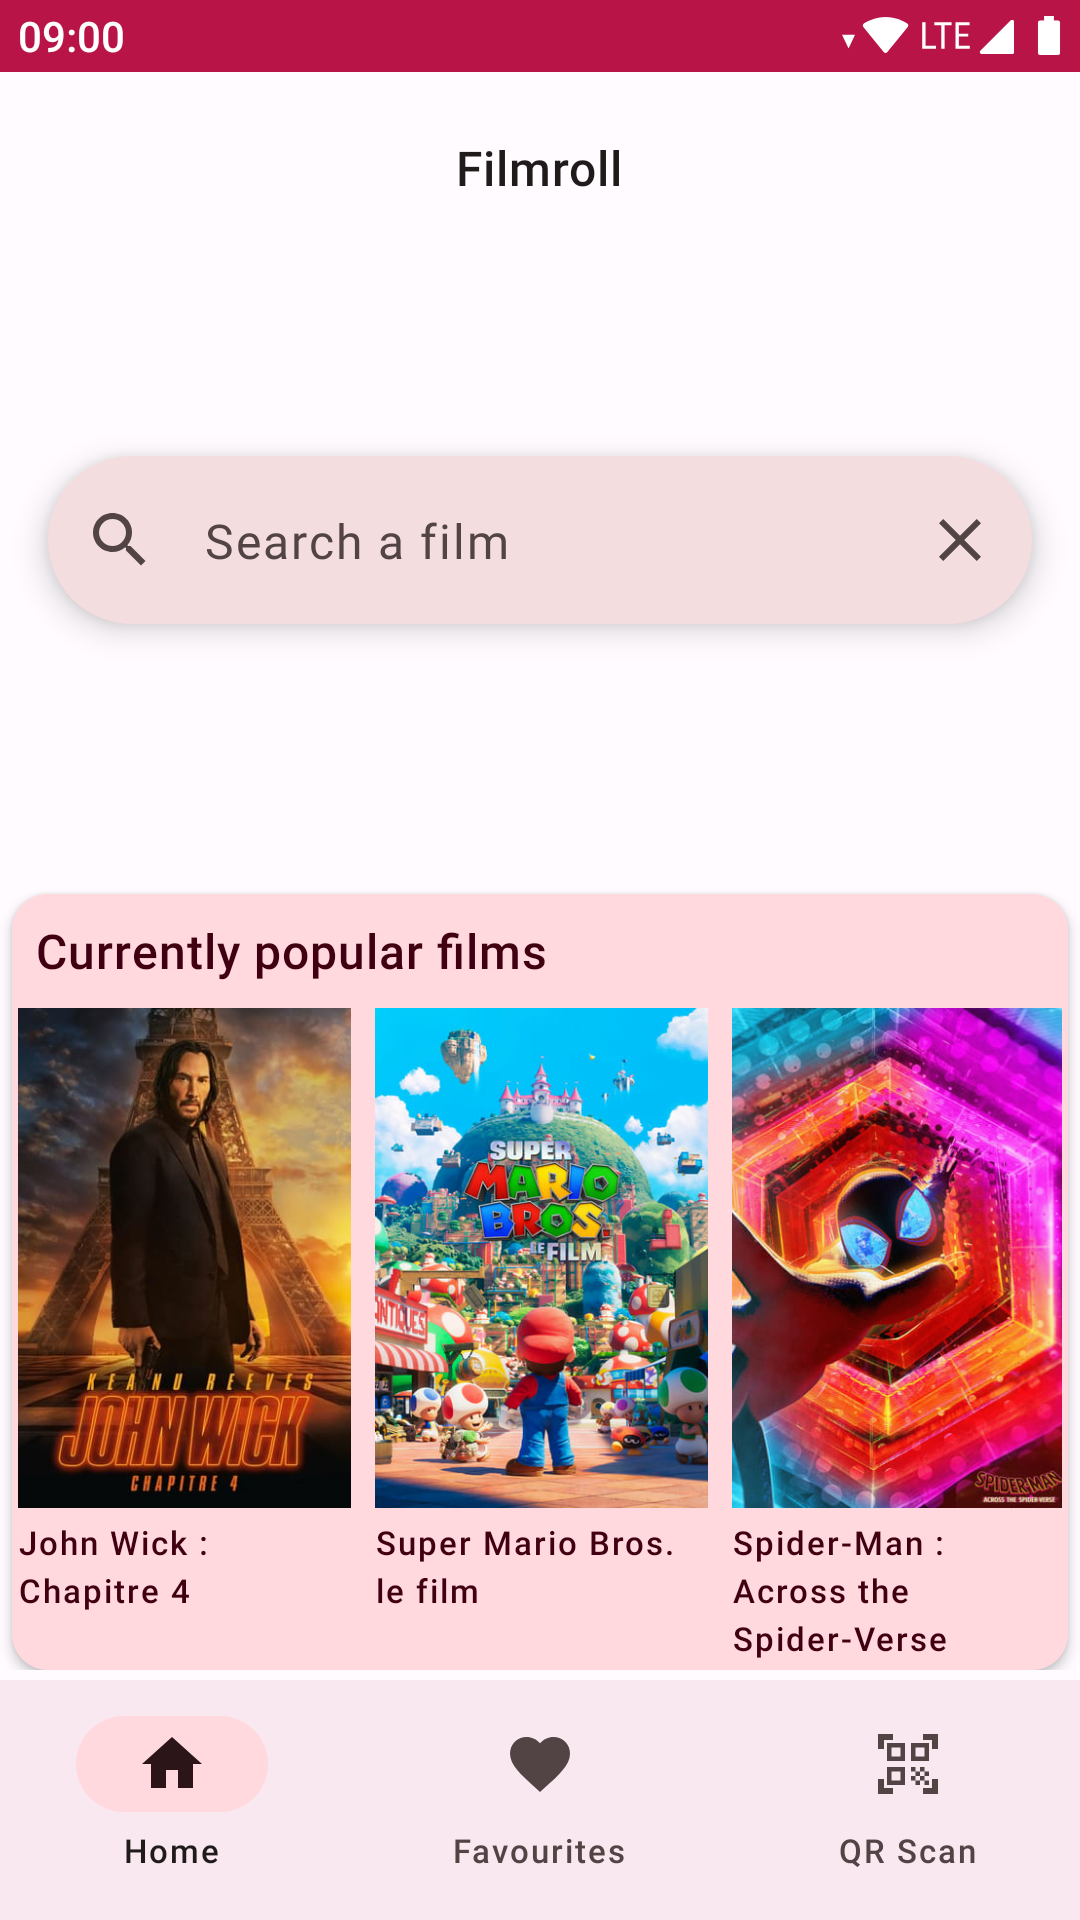 09:00
LTE
Filmroll
Search a film
Currently popular films
KEANU REEVES
JOHN WICK
CHAPITRE 4
SUPER
MARIO
BROS.
LE FILM
ANTIQUES
SPIDER-MAN
ACROSS THE SPIDER-VERSE
John Wick :
Chapitre 4
Super Mario Bros.
le film
Spider-Man :
Across the
Spider-Verse
Home
Favourites
QR Scan